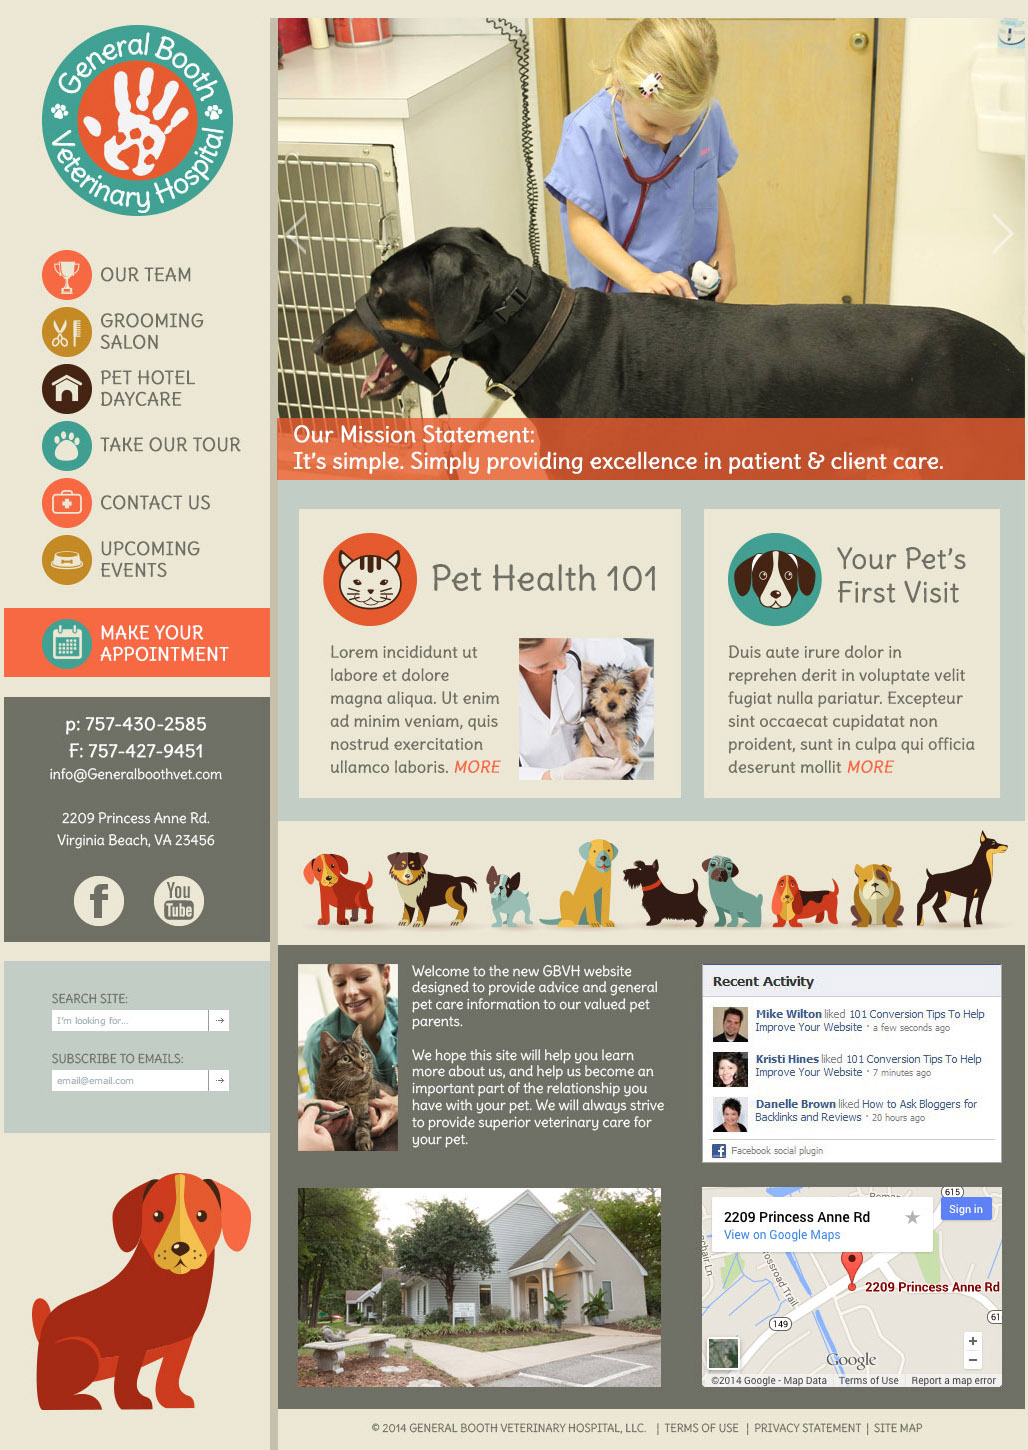 General Booth
Veterinary Hospital
OUR TEAM
GROOMING
SALON
PET HOTEL
DAYCARE
TAKE OUR TOUR
CONTACT US
UPCOMING
EVENTS
MAKE YOUR
APPOINTMENT
p: 757-430-2585
F: 757-427-9451
info@Generalboothvet.com
2209 Princess Anne Rd.
Virginia Beach, VA 23456
f
You
Tube
SEARCH SITE:
I'm looking for...
SUBSCRIBE TO EMAILS:
email@email.com
Our Mission Statement:
It's simple. Simply providing excellence in patient & client care.
Pet Health 101
Lorem incididunt ut
labore et dolore
magna aliqua. Ut enim
ad minim veniam, quis
nostrud exercitation
ullamco laboris. MORE
Your Pet's
First Visit
Duis aute irure dolor in
reprehen derit in voluptate velit
fugiat nulla pariatur. Excepteur
sint occaecat cupidatat non
proident, sunt in culpa qui officia
deserunt mollit MORE
Welcome to the new GBVH website
designed to provide advice and general
pet care information to our valued pet
parents.
We hope this site will help you learn
more about us, and help us become an
important part of the relationship you
have with your pet. We will always strive
to provide superior veterinary care for
your pet.
Recent Activity
Mike Wilton liked 101 Conversion Tips To Help
Improve Your Website · a few seconds ago
Kristi Hines liked 101 Conversion Tips To Help
Improve Your Website · 7 minutes ago
Danelle Brown liked How to Ask Bloggers for
Backlinks and Reviews · 20 hours ago
f Facebook social plugin
615
Sign in
2209 Princess Anne Rd
View on Google Maps
2209 Princess Anne Rd
149
61
Google
+
−
©2014 Google - Map Data Terms of Use Report a map error
© 2014 GENERAL BOOTH VETERINARY HOSPITAL, LLC. | TERMS OF USE | PRIVACY STATEMENT | SITE MAP